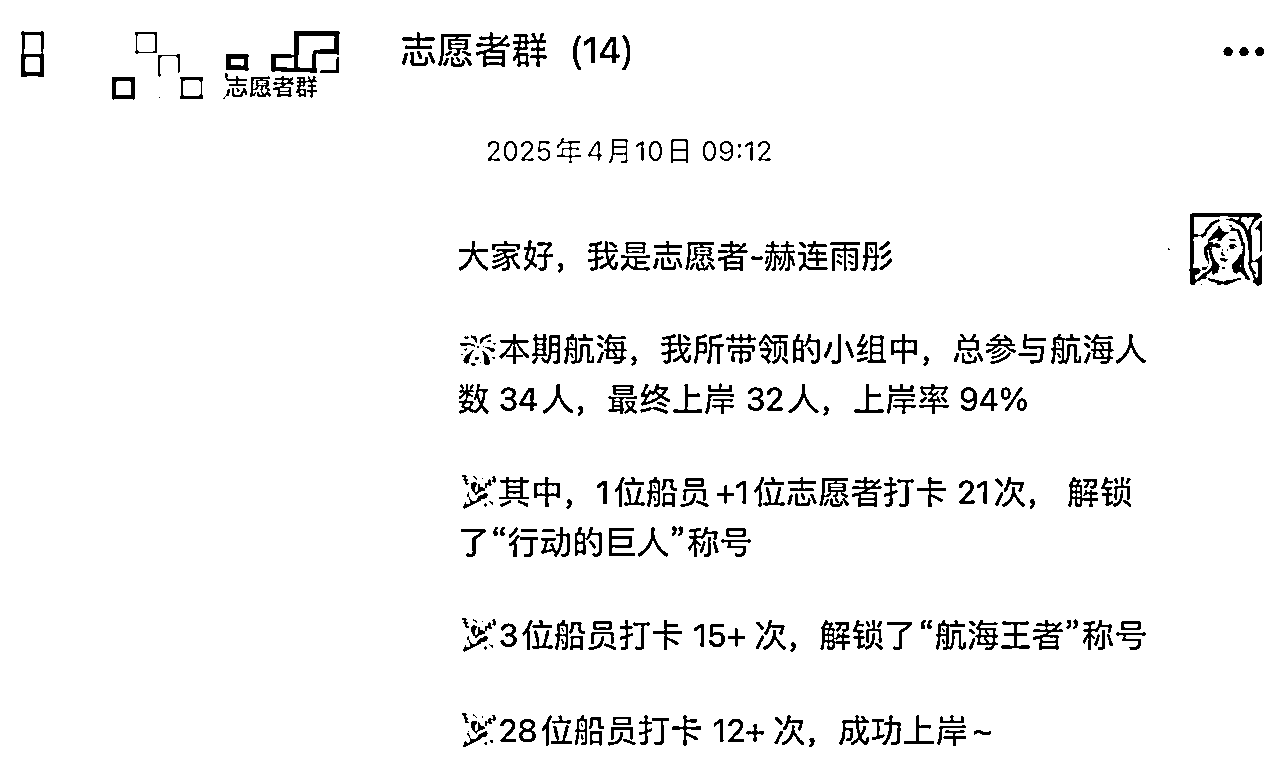 志愿者群 (14)
志愿者群
2025年4月10日 09:12
大家好，我是志愿者-赫连雨彤
本期航海，我所带领的小组中，总参与航海人
数 34人，最终上岸 32人，上岸率 94%
其中，1位船员+1位志愿者打卡 21次， 解锁
了“行动的巨人”称号
3位船员打卡 15+ 次，解锁了“航海王者”称号
28位船员打卡 12+ 次，成功上岸~